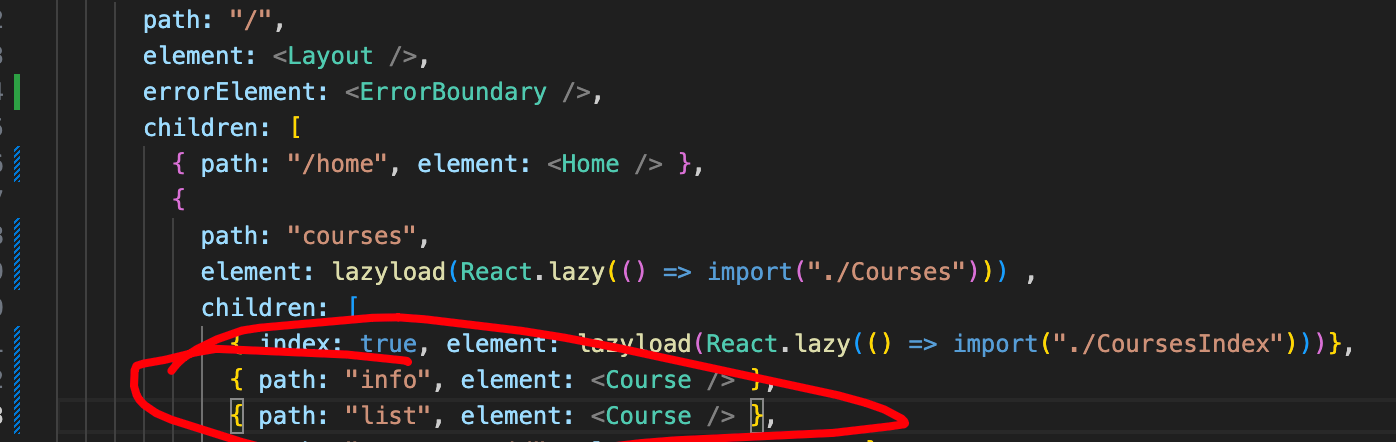 path: "/",
element: <Layout />,
errorElement: <ErrorBoundary />,
children: [
{ path: "/home", element: <Home /> },
{
path: "courses",
element: lazyload(React.lazy(() => import("./Courses"))) ,
children: [
{ index: true, element: lazyload(React.lazy(() => import("./CoursesIndex")))},
{ path: "info", element: <Course /> },
{ path: "list", element: <Course /> },